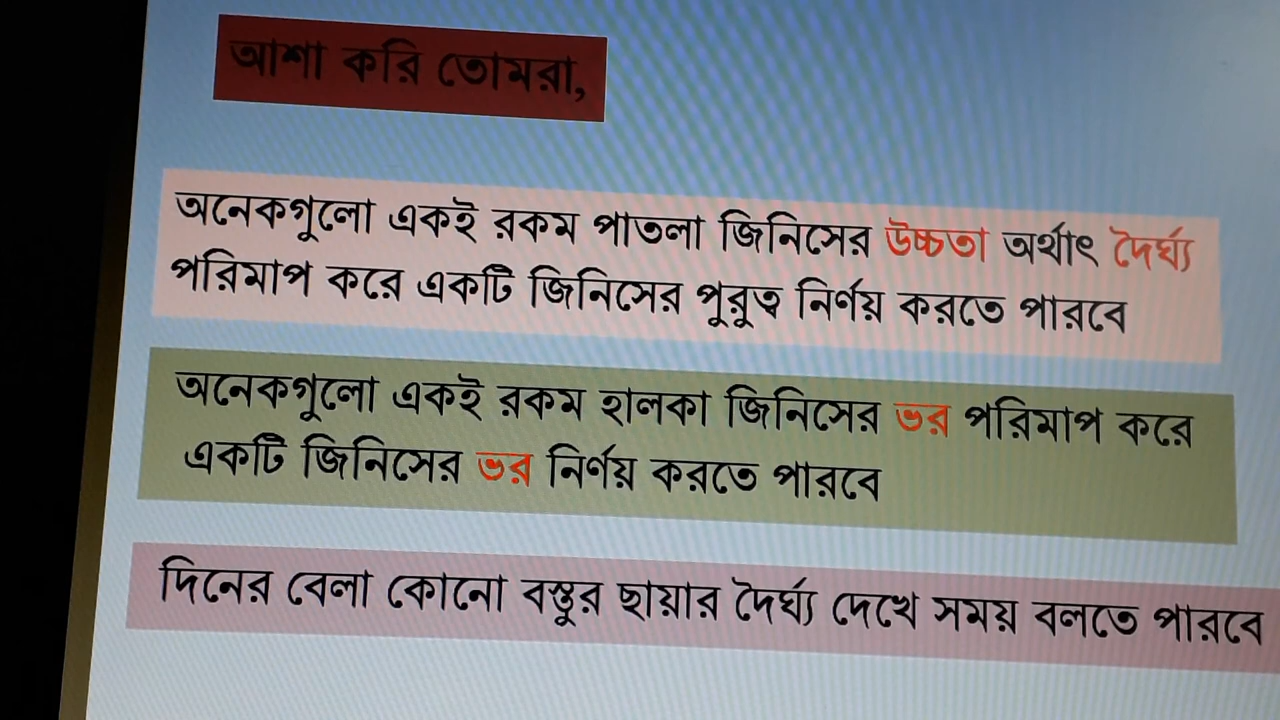 আশা করি তোমরা,
অনেকগুলো একই রকম পাতলা জিনিসের উচ্চতা অর্থাৎ দৈর্ঘ্য
পরিমাপ করে একটি জিনিসের পুরুত্ব নির্ণয় করতে পারবে
অনেকগুলো একই রকম হালকা জিনিসের ভর পরিমাপ করে
একটি জিনিসের ভর নির্ণয় করতে পারবে
দিনের বেলা কোনো বস্তুর ছায়ার দৈর্ঘ্য দেখে সময় বলতে পারবে